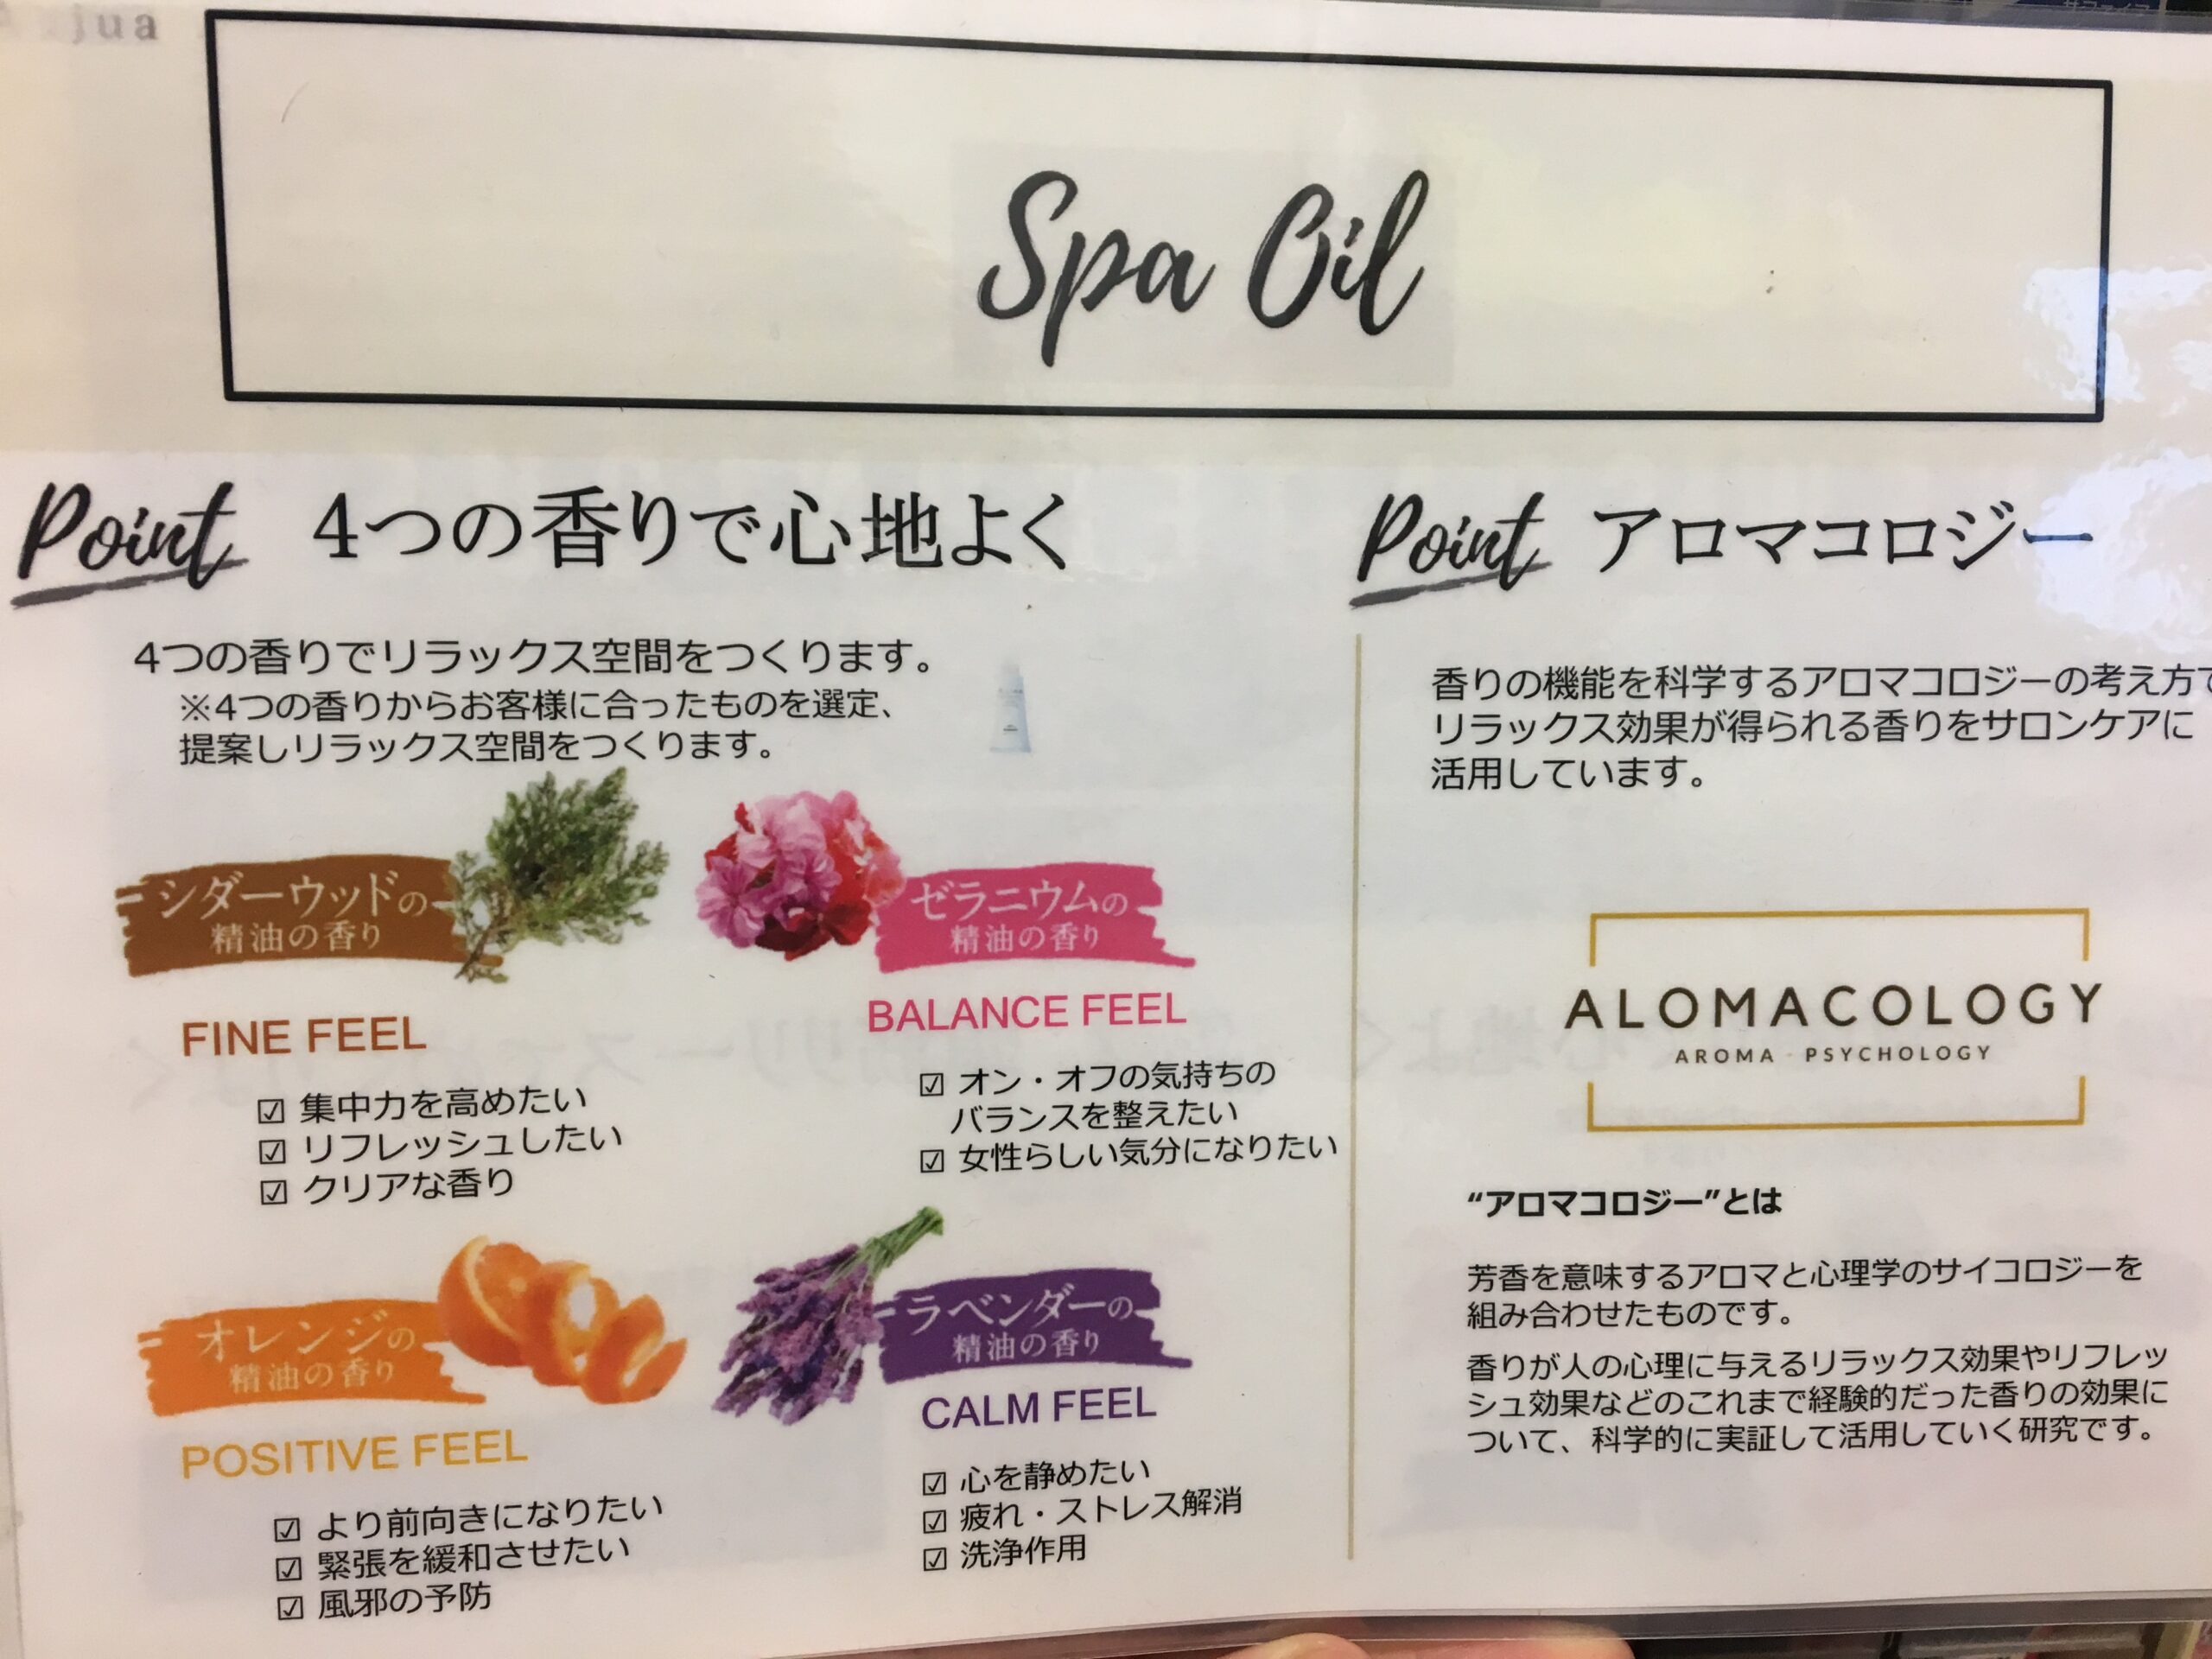 jua
Spa Oil
Point 4つの香りで心地よく
4つの香りでリラックス空間をつくります。
※4つの香りからお客様に合ったものを選定、
提案しリラックス空間をつくります。
シダーウッドの
精油の香り
FINE FEEL
☑ 集中力を高めたい
☑ リフレッシュしたい
☑ クリアな香り
ゼラニウムの
精油の香り
BALANCE FEEL
☑ オン・オフの気持ちの
バランスを整えたい
☑ 女性らしい気分になりたい
オレンジの
精油の香り
POSITIVE FEEL
☑ より前向きになりたい
☑ 緊張を緩和させたい
☑ 風邪の予防
ラベンダーの
精油の香り
CALM FEEL
☑ 心を静めたい
☑ 疲れ・ストレス解消
☑ 洗浄作用
Point アロマコロジー
香りの機能を科学するアロマコロジーの考え方で
リラックス効果が得られる香りをサロンケアに
活用しています。
ALOMACOLOGY
AROMA PSYCHOLOGY
“アロマコロジー”とは
芳香を意味するアロマと心理学のサイコロジーを
組み合わせたものです。
香りが人の心理に与えるリラックス効果やリフレッ
シュ効果などのこれまで経験的だった香りの効果に
ついて、科学的に実証して活用していく研究です。